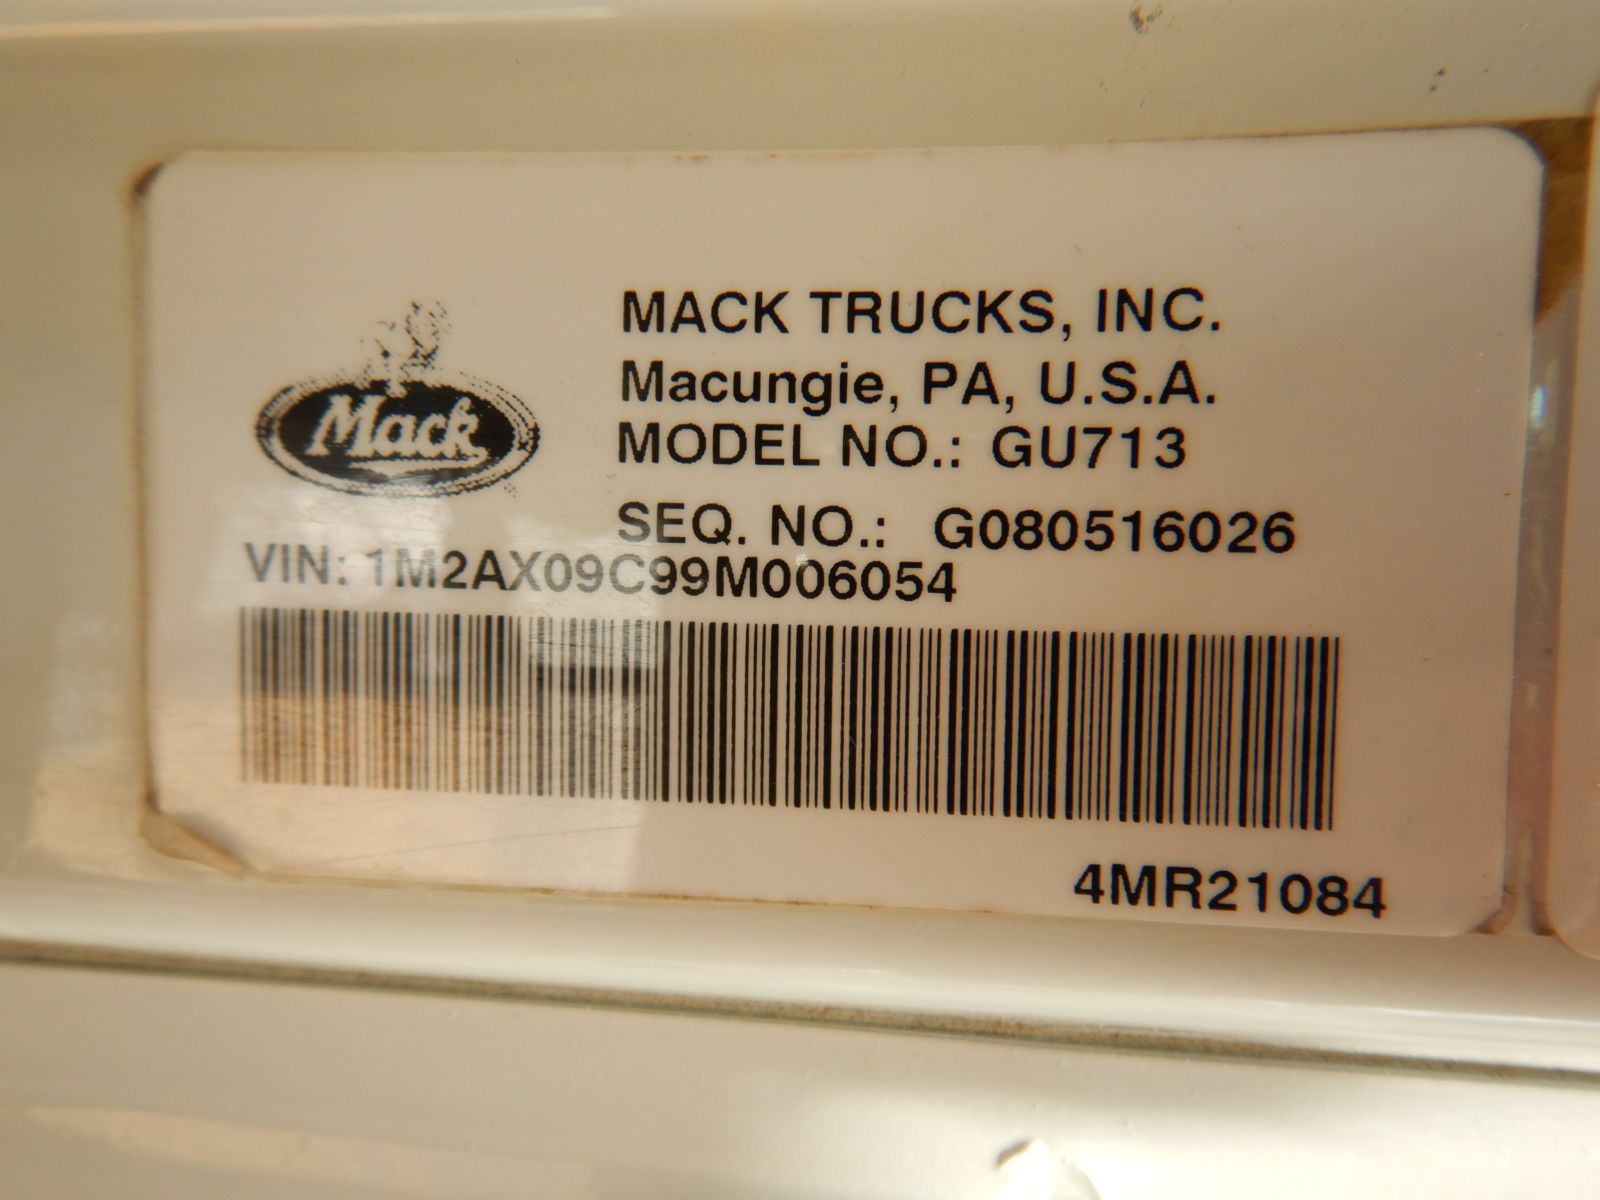 Mack
MACK TRUCKS, INC.
Macungie, PA, U.S.A.
MODEL NO.: GU713
SEQ. NO.: G080516026
VIN: 1M2AX09C99M006054
4MR21084